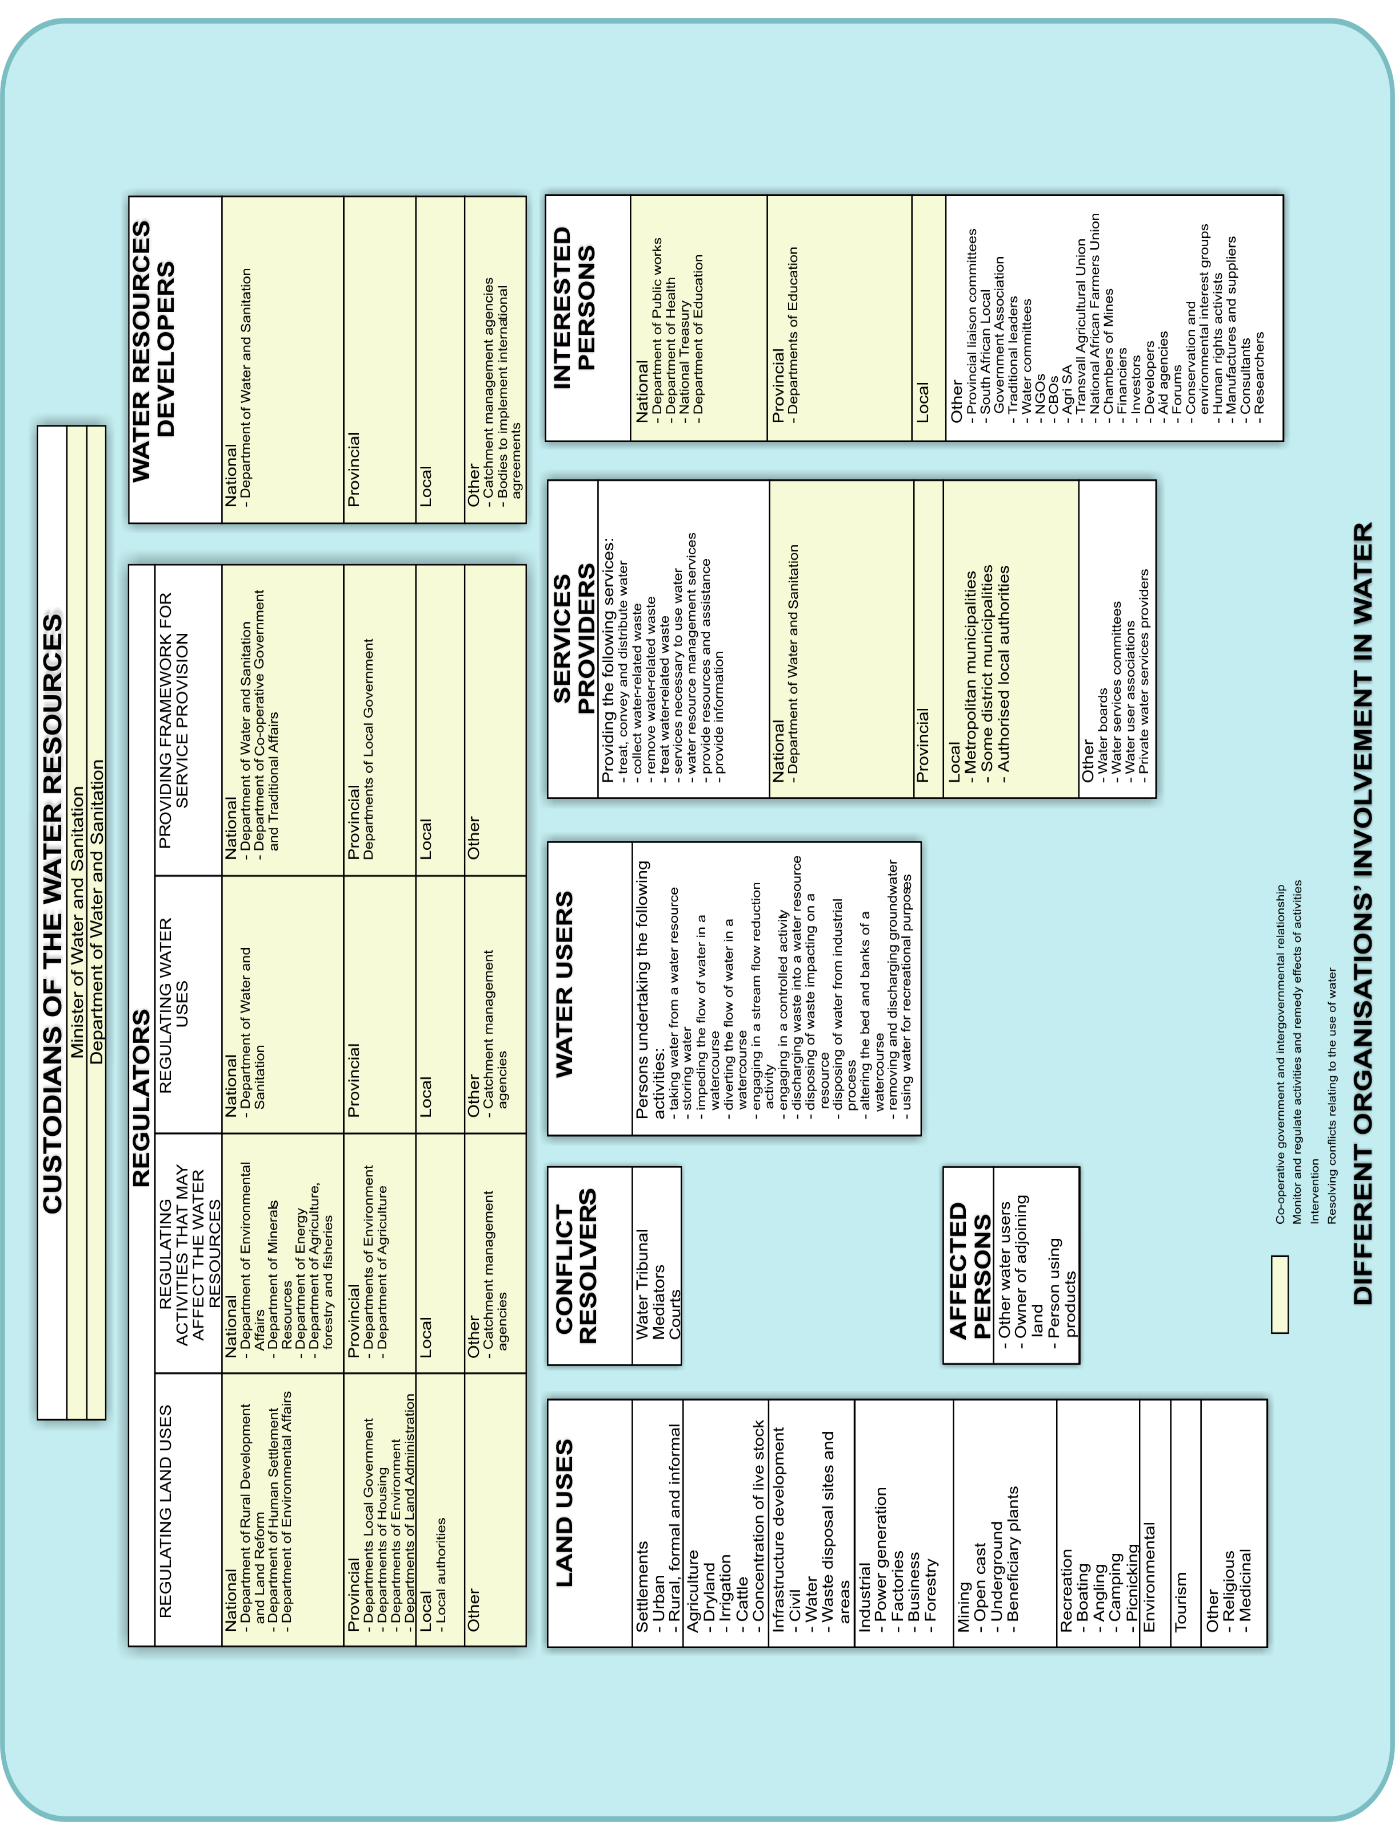 CUSTODIANS OF THE WATER RESOURCES
Minister of Water and Sanitation
Department of Water and Sanitation
REGULATORS
REGULATING LAND USES
National
- Department of Rural Development
and Land Reform
- Department of Human Settlement
- Department of Environmental Affairs
Provincial
- Departments Local Government
- Departments of Housing
- Departments of Environment
- Departments of Land Administration
Local
- Local authorities
Other
REGULATING
ACTIVITIES THAT MAY
AFFECT THE WATER
RESOURCES
National
- Department of Environmental
Affairs
- Department of Minerals
Resources
- Department of Energy
- Department of Agriculture,
forestry and fisheries
Provincial
- Departments of Environment
- Department of Agriculture
Local
Other
- Catchment management
agencies
REGULATING WATER
USES
National
- Department of Water and
Sanitation
Provincial
Local
Other
- Catchment management
agencies
PROVIDING FRAMEWORK FOR
SERVICE PROVISION
National
- Department of Water and Sanitation
- Department of Co-operative Government
and Traditional Affairs
Provincial
Departments of Local Government
Local
Other
WATER RESOURCES
DEVELOPERS
National
- Department of Water and Sanitation
Provincial
Local
Other
- Catchment management agencies
- Bodies to implement international
agreements
LAND USES
Settlements
- Urban
- Rural, formal and informal
Agriculture
- Dryland
- Irrigation
- Cattle
- Concentration of live stock
Infrastructure development
- Civil
- Water
- Waste disposal sites and
areas
Industrial
- Power generation
- Factories
- Business
- Forestry
Mining
- Open cast
- Underground
- Beneficiary plants
Recreation
- Boating
- Angling
- Camping
- Picnicking
Environmental
Tourism
Other
- Religious
- Medicinal
CONFLICT
RESOLVERS
Water Tribunal
Mediators
Courts
AFFECTED
PERSONS
- Other water users
- Owner of adjoining
land
- Person using
products
WATER USERS
Persons undertaking the following
activities:
- taking water from a water resource
- storing water
- impeding the flow of water in a
watercourse
- diverting the flow of water in a
watercourse
- engaging in a stream flow reduction
activity
- engaging in a controlled activity
- discharging waste into a water resource
- disposing of waste impacting on a
resource
- disposing of water from industrial
process
- altering the bed and banks of a
watercourse
- removing and discharging groundwater
- using water for recreational purposes
SERVICES
PROVIDERS
Providing the following services:
- treat, convey and distribute water
- collect water-related waste
- remove water-related waste
- treat water-related waste
- services necessary to use water
- water resource management services
- provide resources and assistance
- provide information
National
- Department of Water and Sanitation
Provincial
Local
- Metropolitan municipalities
- Some district municipalities
- Authorised local authorities
Other
- Water boards
- Water services committees
- Water user associations
- Private water services providers
INTERESTED
PERSONS
National
- Department of Public works
- Department of Health
- National Treasury
- Department of Education
Provincial
- Departments of Education
Local
Other
- Provincial liaison committees
- South African Local
Government Association
- Traditional leaders
- Water committees
- NGOs
- CBOs
- Agri SA
- Transvall Agricultural Union
- National African Farmers Union
- Chambers of Mines
- Financiers
- Investors
- Developers
- Aid agencies
- Forums
- Conservation and
environmental interest groups
- Human rights activists
- Manufactures and suppliers
- Consultants
- Researchers
Co-operative government and intergovernmental relationship
Monitor and regulate activities and remedy effects of activities
Intervention
Resolving conflicts relating to the use of water
DIFFERENT ORGANISATIONS' INVOLVEMENT IN WATER